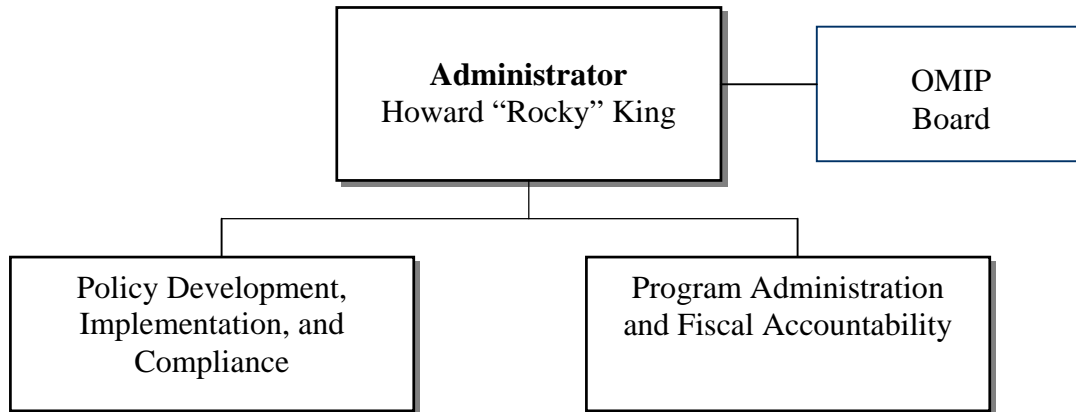 Administrator
Howard “Rocky” King
OMIP
Board
Policy Development,
Implementation, and
Compliance
Program Administration
and Fiscal Accountability